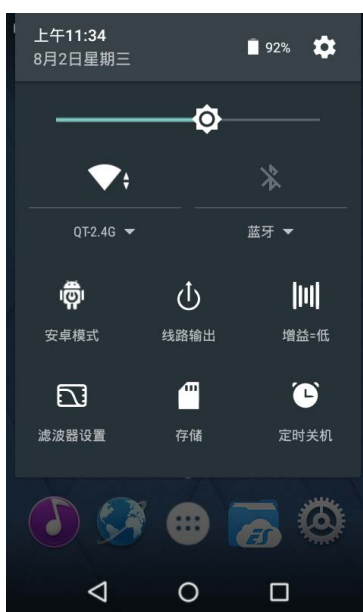 上午11:34
8月2日星期三
92%
QT-2.4G
蓝牙
安卓模式
线路输出
增益=低
滤波器设置
存储
定时关机
ES